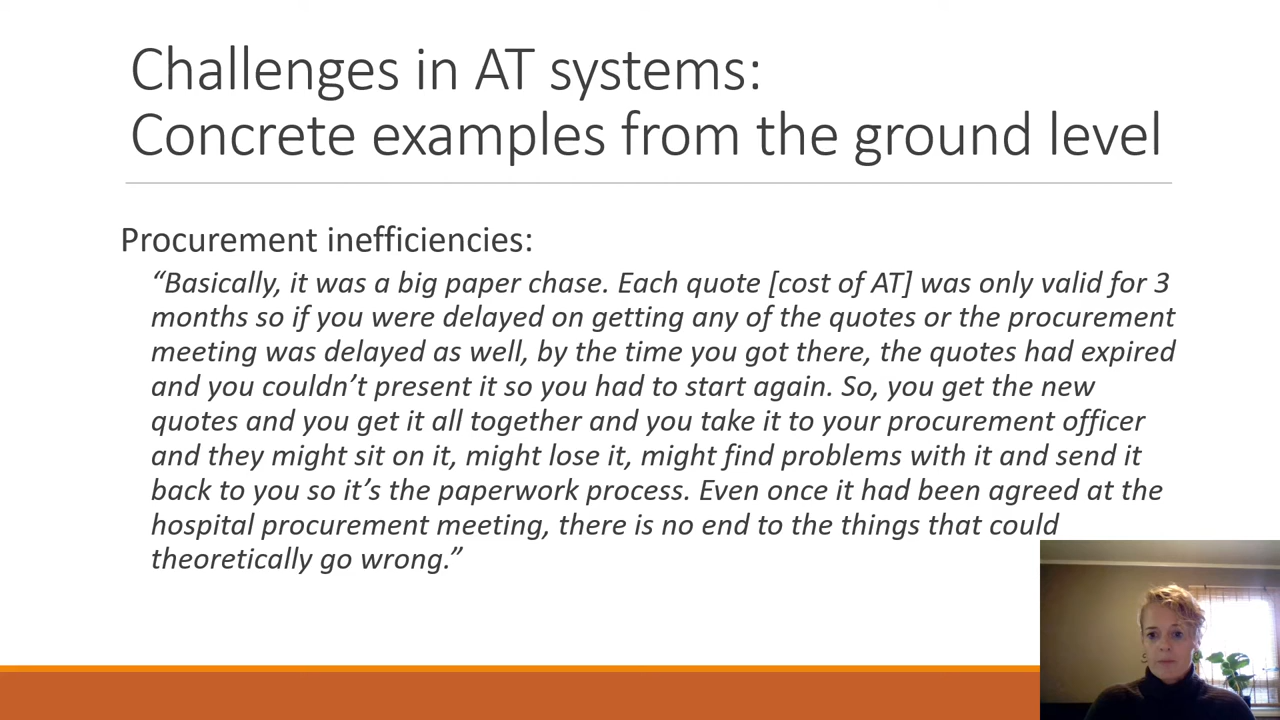 Challenges in AT systems:
Concrete examples from the ground level
Procurement inefficiencies:
“Basically, it was a big paper chase. Each quote [cost of AT] was only valid for 3
months so if you were delayed on getting any of the quotes or the procurement
meeting was delayed as well, by the time you got there, the quotes had expired
and you couldn’t present it so you had to start again. So, you get the new
quotes and you get it all together and you take it to your procurement officer
and they might sit on it, might lose it, might find problems with it and send it
back to you so it’s the paperwork process. Even once it had been agreed at the
hospital procurement meeting, there is no end to the things that could
theoretically go wrong.”